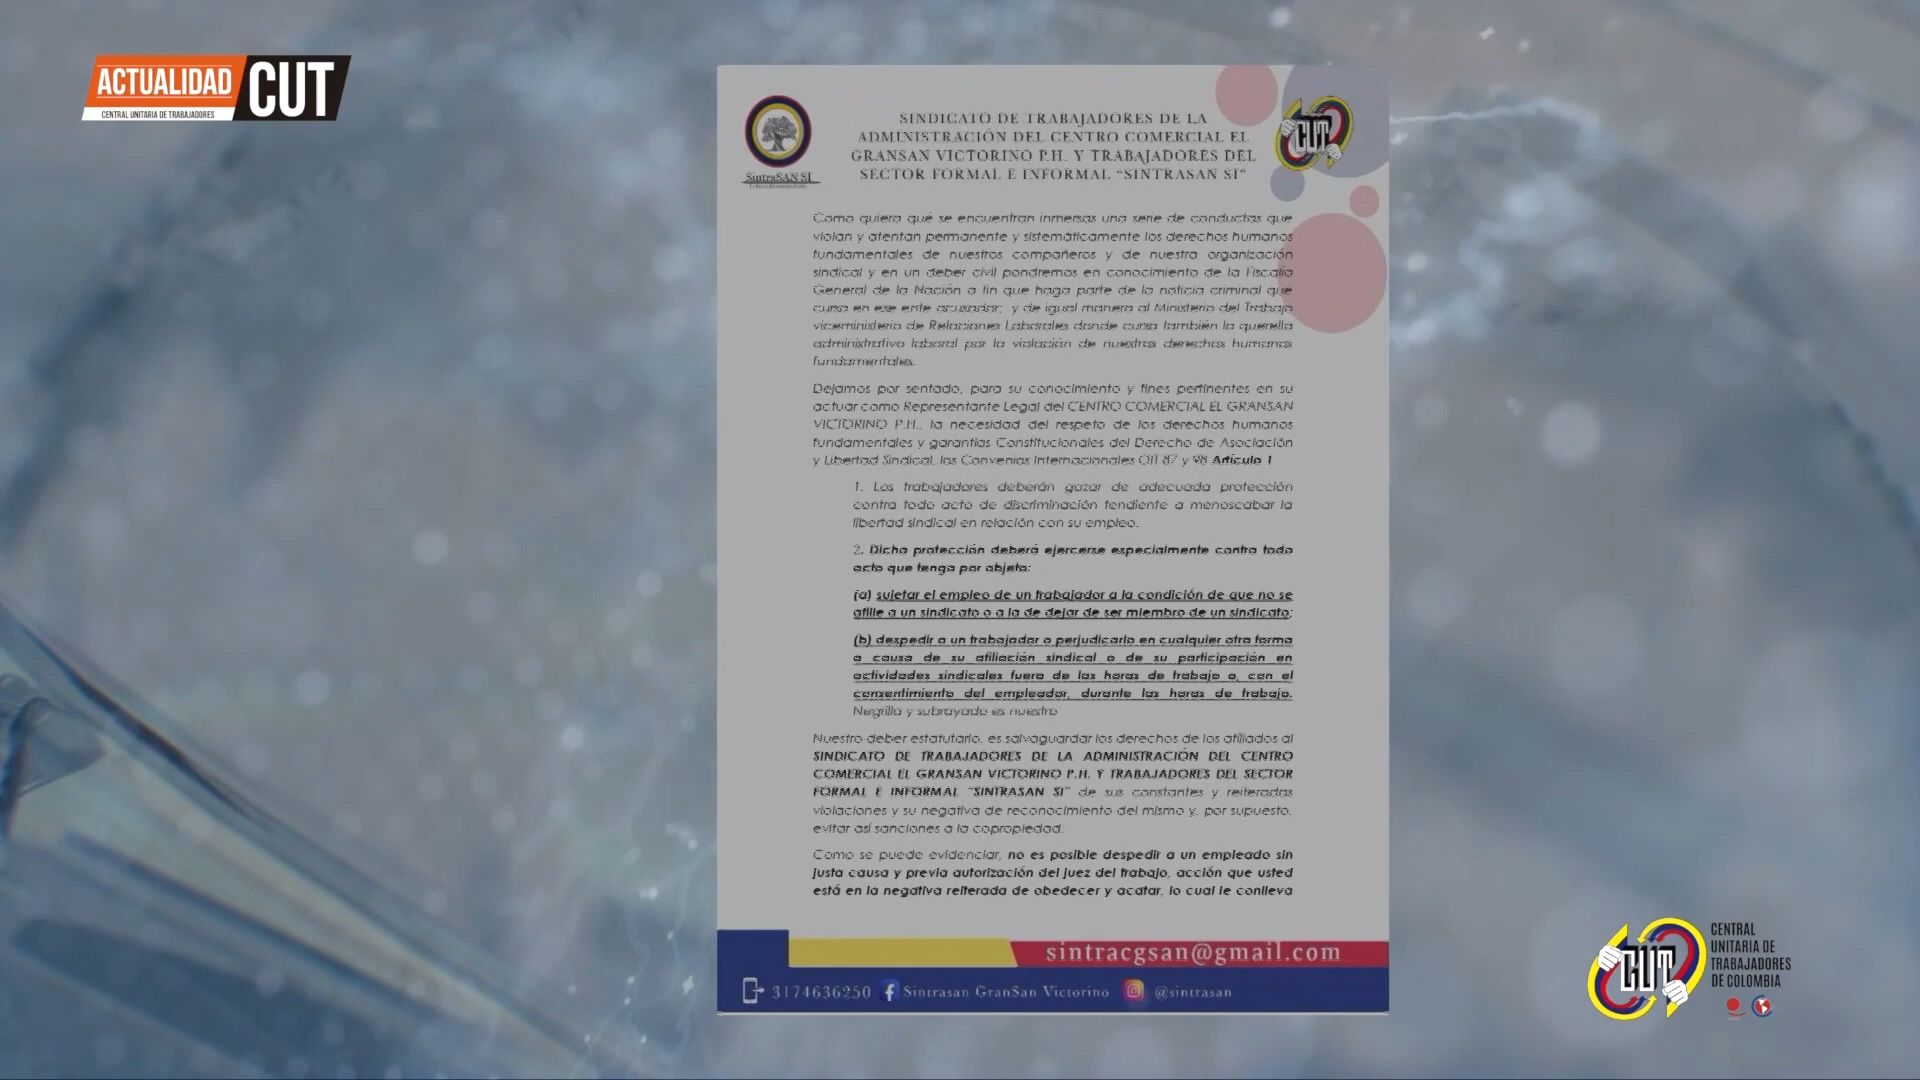 ACTUALIDAD CUT
CENTRAL UNITARIA DE TRABAJADORES
SINDICATO DE TRABAJADORES DE LA
ADMINISTRACIÓN DEL CENTRO COMERCIAL EL
GRANSAN VICTORINO P.H. Y TRABAJADORES DEL
SECTOR FORMAL E INFORMAL “SINTRASAN SI”
SintraSAN SI
CUT
Como quiera qué se encuentran inmersas una serie de conductas que
violan y atentan permanente y sistemáticamente los derechos humanos
fundamentales de nuestros compañeros y de nuestra organización
sindical y en un deber civil pondremos en conocimiento de la Fiscalía
General de la Nación a fin que haga parte de la noticia criminal que
cursa en ese ente acusador; y de igual manera al Ministerio del Trabajo
viceministerio de Relaciones Laborales donde cursa también la querella
administrativo laboral por la violación de nuestros derechos humanos
fundamentales.
Dejamos por sentado, para su conocimiento y fines pertinentes en su
actuar como Representante Legal del CENTRO COMERCIAL EL GRANSAN
VICTORINO P.H., la necesidad del respeto de los derechos humanos
fundamentales y garantías Constitucionales del Derecho de Asociación
y Libertad Sindical, los Convenios Internacionales OIT 87 y 98 Artículo 1
1. Los trabajadores deberán gozar de adecuada protección
contra todo acto de discriminación tendiente a menoscabar la
libertad sindical en relación con su empleo.
2. Dicha protección deberá ejercerse especialmente contra todo
acto que tenga por objeto:
(a) sujetar el empleo de un trabajador a la condición de que no se
afilie a un sindicato o a la de dejar de ser miembro de un sindicato;
(b) despedir a un trabajador o perjudicarlo en cualquier otra forma
a causa de su afiliación sindical o de su participación en
actividades sindicales fuera de las horas de trabajo o, con el
consentimiento del empleador, durante las horas de trabajo.
Negrilla y subrayado es nuestro
Nuestro deber estatutario, es salvaguardar los derechos de los afiliados al
SINDICATO DE TRABAJADORES DE LA ADMINISTRACIÓN DEL CENTRO
COMERCIAL EL GRANSAN VICTORINO P.H. Y TRABAJADORES DEL SECTOR
FORMAL E INFORMAL “SINTRASAN SI” de sus constantes y reiteradas
violaciones y su negativa de reconocimiento del mismo y, por supuesto,
evitar así sanciones a la copropiedad.
Como se puede evidenciar, no es posible despedir a un empleado sin
justa causa y previa autorización del juez del trabajo, acción que usted
está en la negativa reiterada de obedecer y acatar, lo cual le conlleva
sintracgsan@gmail.com
3174636250 Sintrasan GranSan Victorino @sintrasan
CUT
CENTRAL
UNITARIA DE
TRABAJADORES
DE COLOMBIA